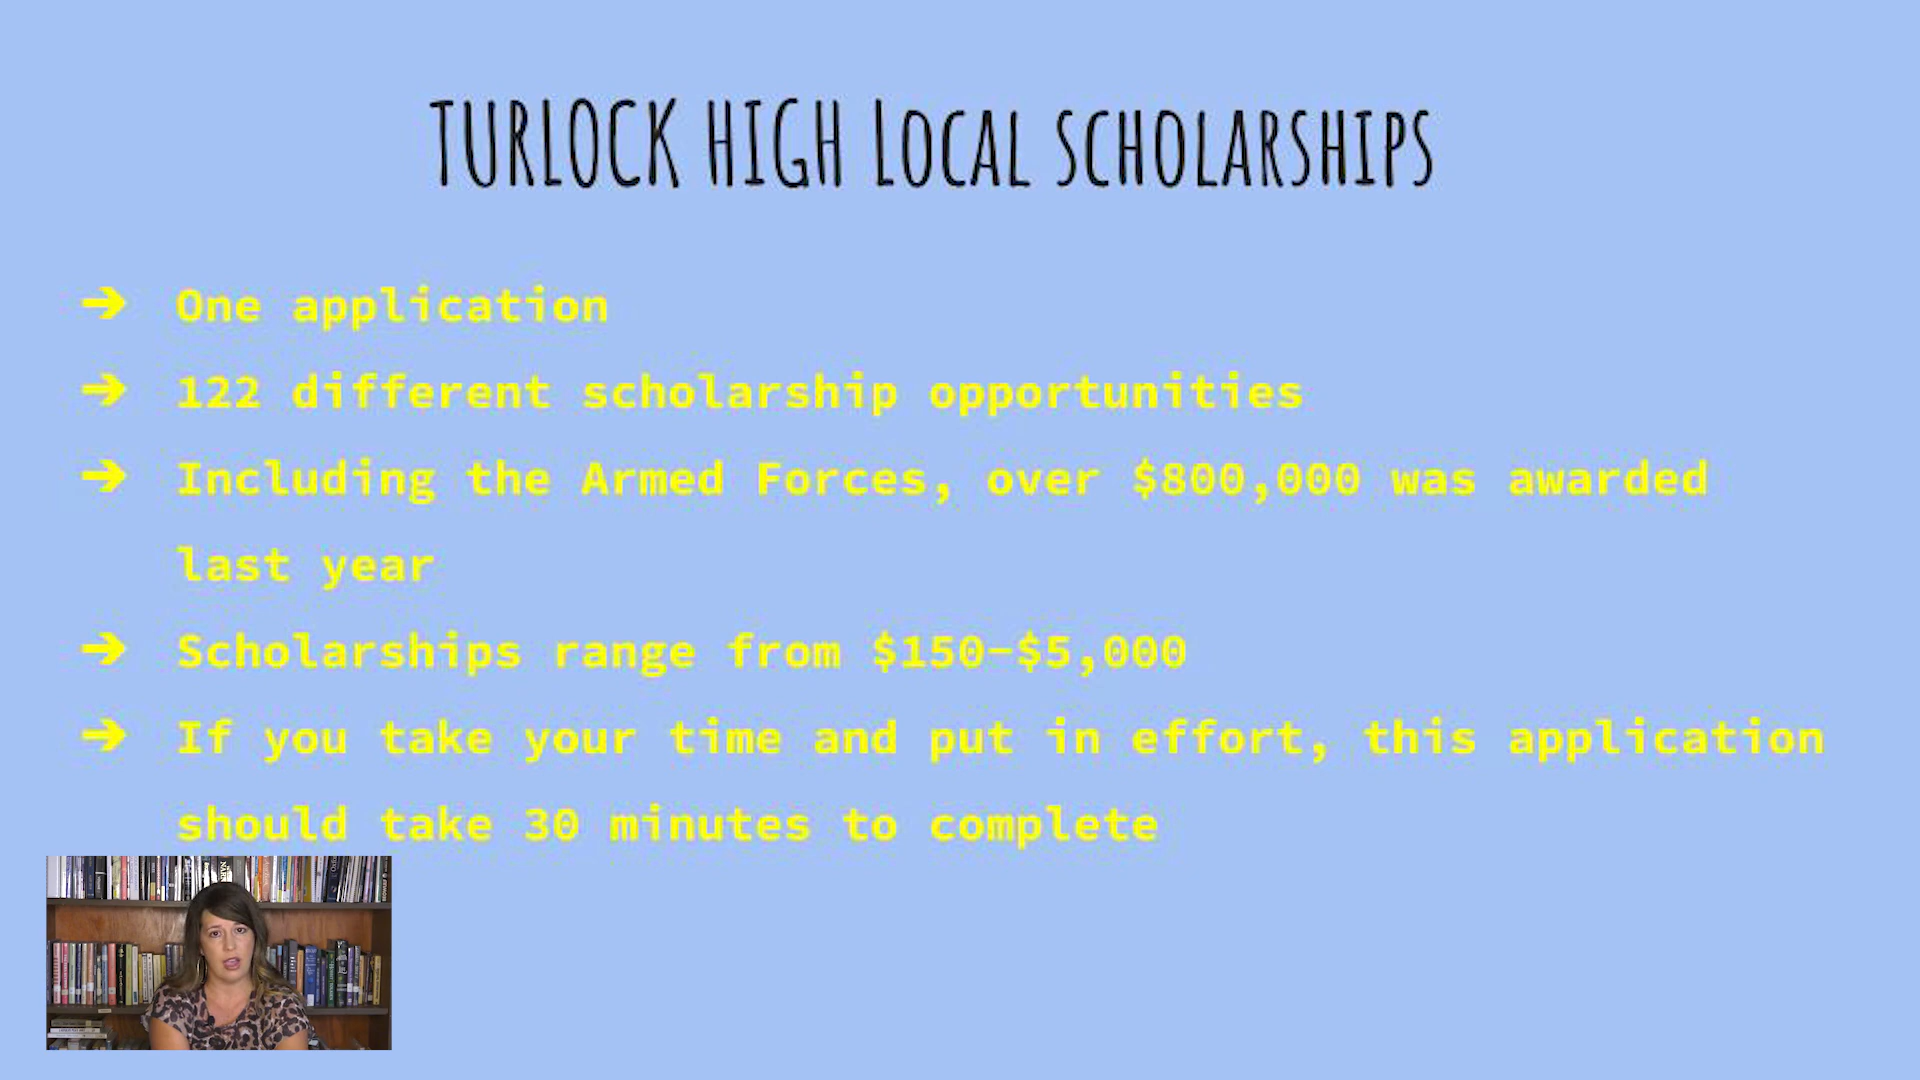 TURLOCK HIGH LOCAL SCHOLARSHIPS
➔ One application
➔ 122 different scholarship opportunities
➔ Including the Armed Forces, over $800,000 was awarded
last year
➔ Scholarships range from $150-$5,000
➔ If you take your time and put in effort, this application
should take 30 minutes to complete